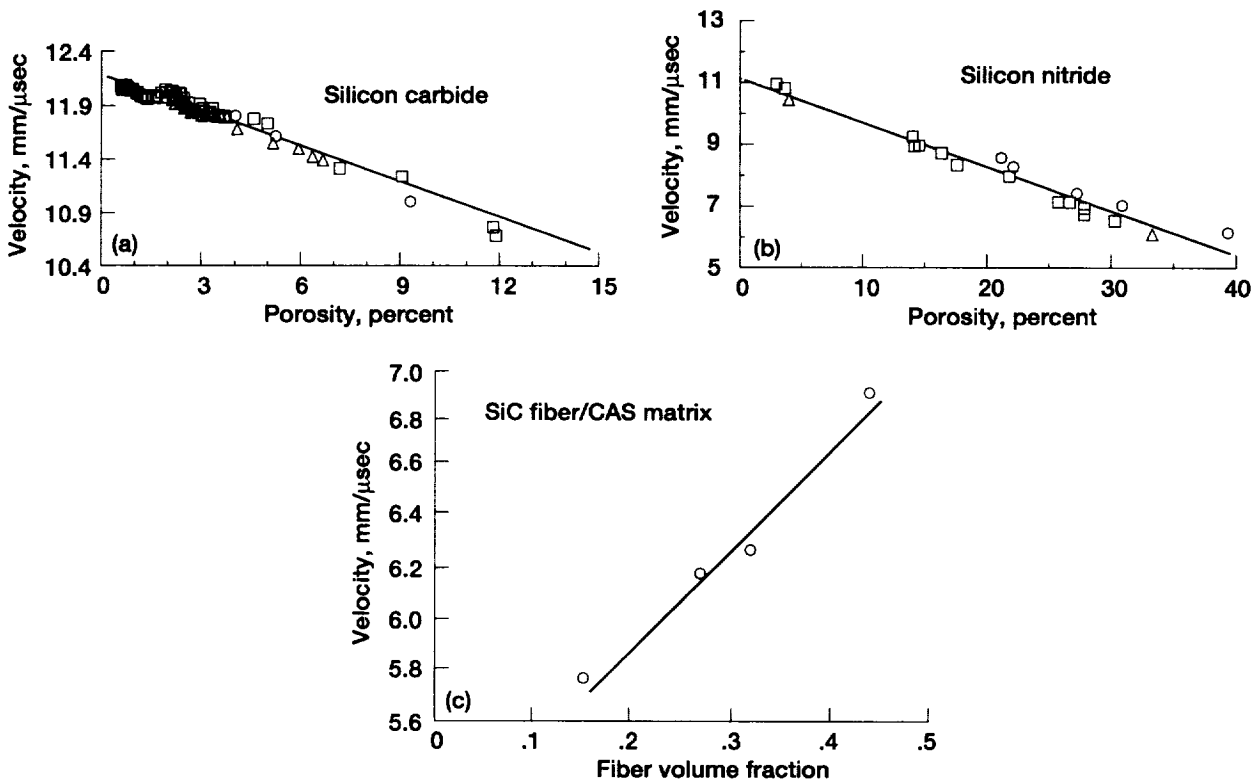 Velocity, mm/μsec
12.4
11.9
11.4
10.9
10.4
Silicon carbide
(a)
0 3 6 9 12 15
Porosity, percent
Velocity, mm/μsec
13
11
9
7
5
Silicon nitride
(b)
0 10 20 30 40
Porosity, percent
Velocity, mm/μsec
7.0
6.8
6.6
6.4
6.2
6.0
5.8
5.6
SiC fiber/CAS matrix
(c)
0 .1 .2 .3 .4 .5
Fiber volume fraction